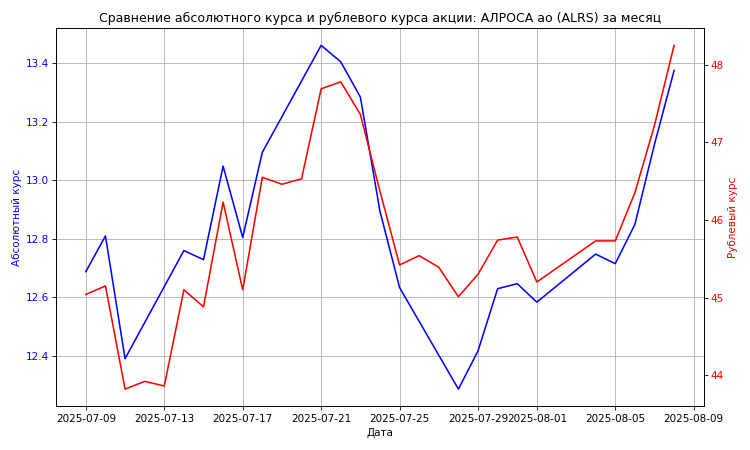 Сравнение абсолютного курса и рублевого курса акции: АЛРОСА ао (ALRS) за месяц
13.4
13.2
13.0
12.8
12.6
12.4
Абсолютный курс
48
47
46
45
44
Рублевый курс
2025-07-09 2025-07-13 2025-07-17 2025-07-21 2025-07-25 2025-07-29 2025-08-01 2025-08-05 2025-08-09
Дата